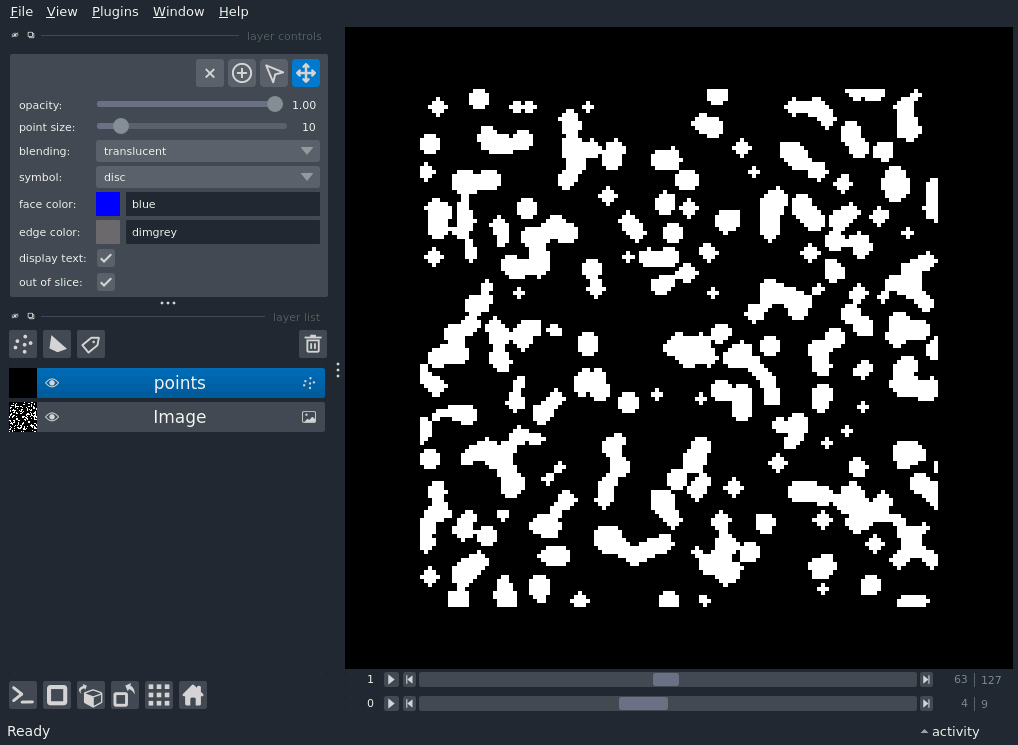 File View Plugins Window Help
layer controls
opacity: 1.00
point size: 10
blending: translucent
symbol: disc
face color: blue
edge color: dimgrey
display text:
out of slice:
layer list
points
Image
1 63 127
0 4 9
Ready activity